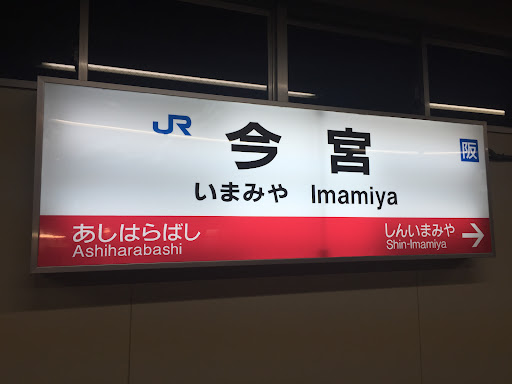 JR
今宮
阪
いまみや Imamiya
あしはらばし
Ashiharabashi
しんいまみや
Shin-Imamiya